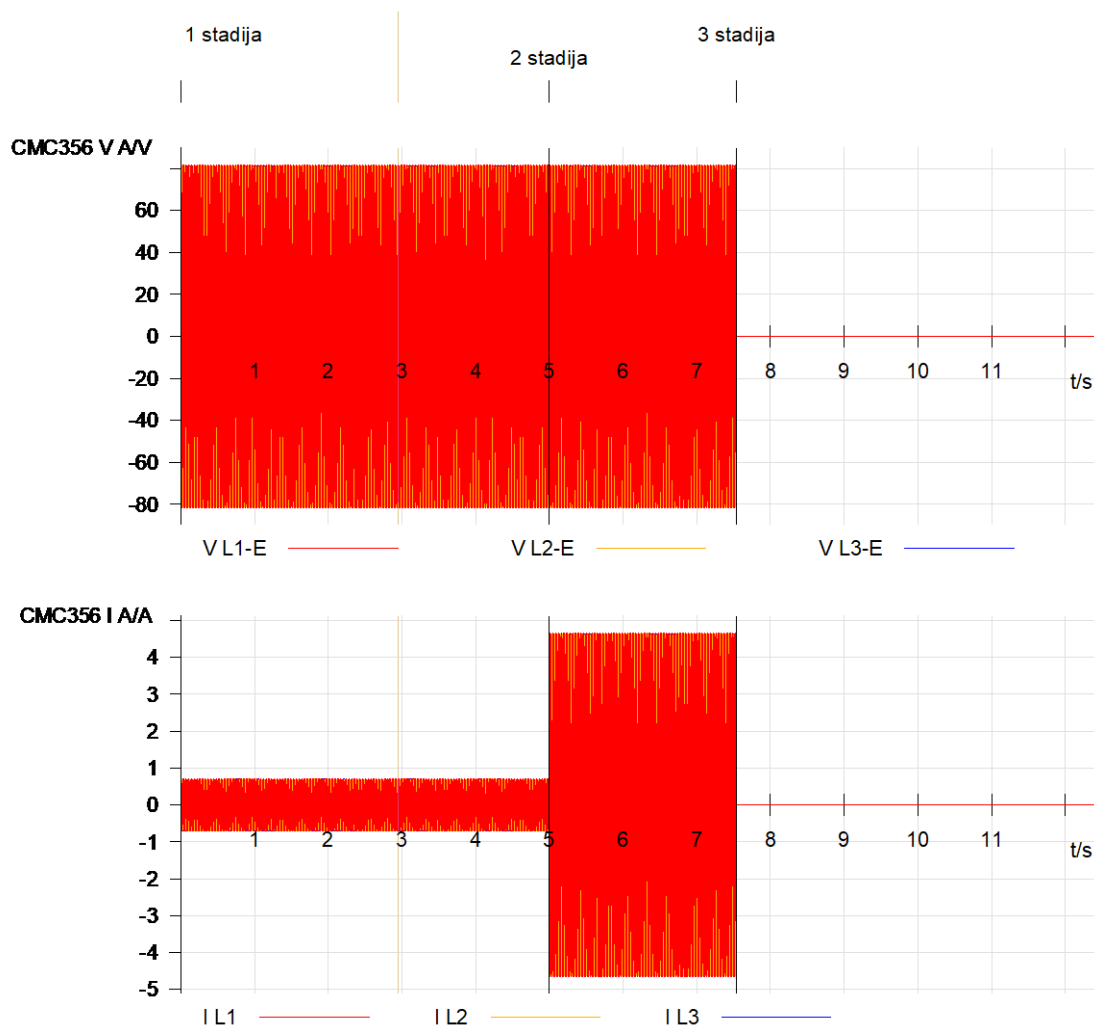 1 stadija
3 stadija
2 stadija
CMC356 V A/V
60
40
20
0
-20
-40
-60
-80
1 2 3 4 5 6 7 8 9 10 11
t/s
V L1-E V L2-E V L3-E
CMC356 I A/A
4
3
2
1
0
-1
-2
-3
-4
-5
1 2 3 4 5 6 7 8 9 10 11
t/s
I L1 I L2 I L3